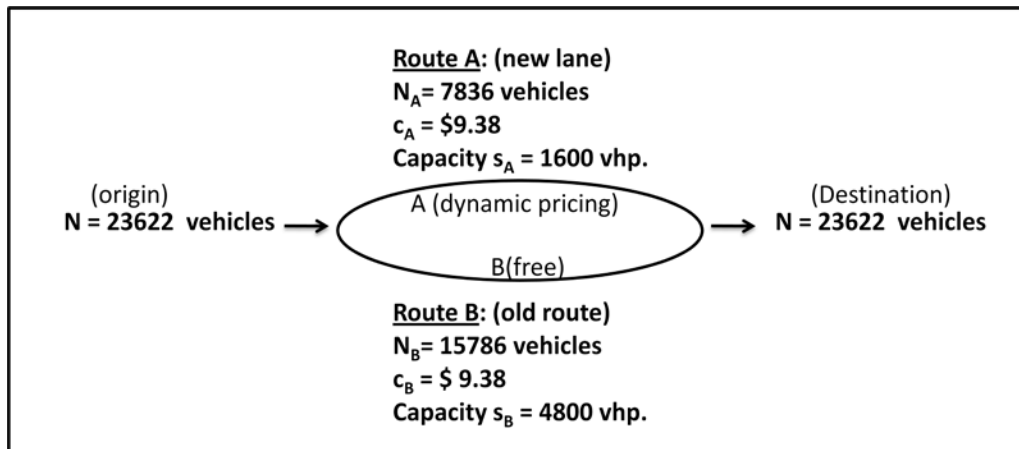 Route A: (new lane)
N_A= 7836 vehicles
c_A = $9.38
Capacity s_A = 1600 vhp.
(origin)
N = 23622 vehicles
A (dynamic pricing)
(Destination)
N = 23622 vehicles
B(free)
Route B: (old route)
N_B= 15786 vehicles
c_B = $ 9.38
Capacity s_B = 4800 vhp.